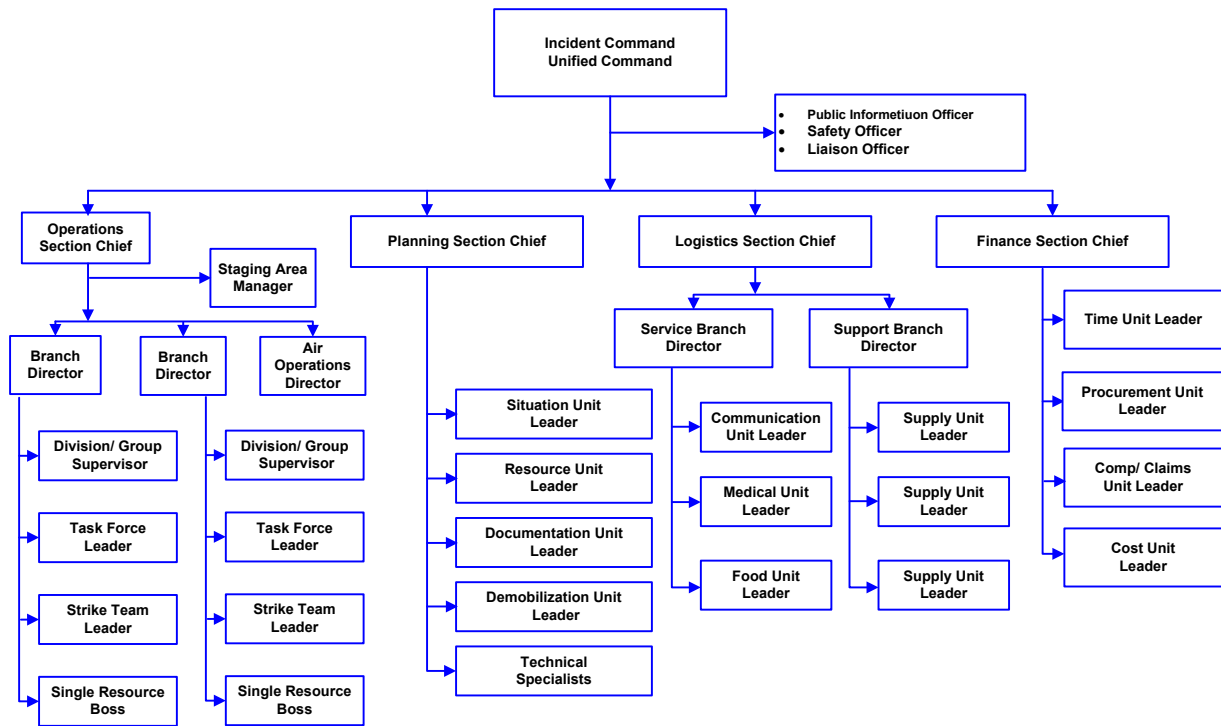 Incident Command
Unified Command
• Public Informetiuon Officer
• Safety Officer
• Liaison Officer
Operations
Section Chief
Planning Section Chief
Logistics Section Chief
Finance Section Chief
Staging Area
Manager
Branch
Director
Branch
Director
Air
Operations
Director
Service Branch
Director
Support Branch
Director
Time Unit Leader
Division/ Group
Supervisor
Division/ Group
Supervisor
Situation Unit
Leader
Communication
Unit Leader
Supply Unit
Leader
Procurement Unit
Leader
Resource Unit
Leader
Medical Unit
Leader
Supply Unit
Leader
Comp/ Claims
Unit Leader
Task Force
Leader
Task Force
Leader
Documentation Unit
Leader
Food Unit
Leader
Supply Unit
Leader
Cost Unit
Leader
Strike Team
Leader
Strike Team
Leader
Demobilization Unit
Leader
Single Resource
Boss
Single Resource
Boss
Technical
Specialists